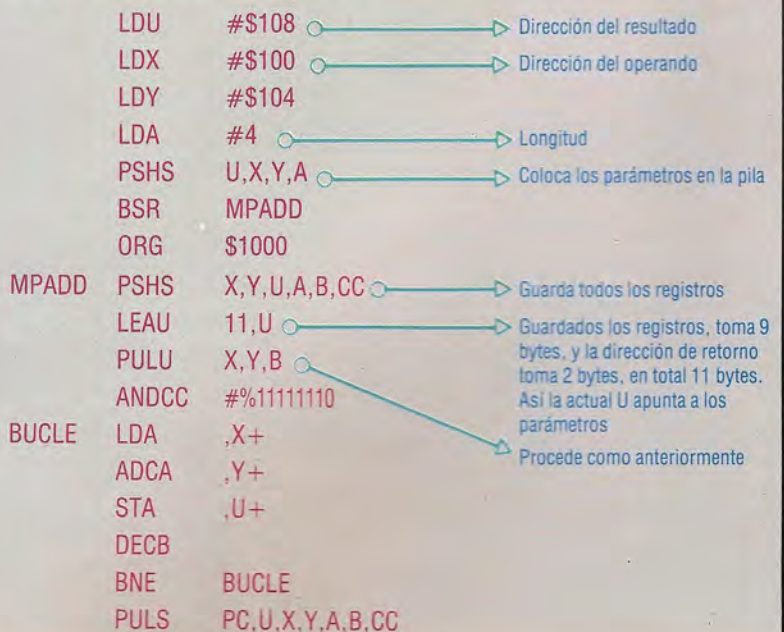 LDU #$108 Dirección del resultado
LDX #$100 Dirección del operando
LDY #$104
LDA #4 Longitud
PSHS U,X,Y,A Coloca los parámetros en la pila
BSR MPADD
ORG $1000
MPADD PSHS X,Y,U,A,B,CC Guarda todos los registros
LEAU 11,U Guardados los registros, toma 9
bytes, y la dirección de retorno
toma 2 bytes, en total 11 bytes.
Así la actual U apunta a los
parámetros
PULU X,Y,B Procede como anteriormente
ANDCC #%11111110
BUCLE LDA ,X+
ADCA ,Y+
STA ,U+
DECB
BNE BUCLE
PULS PC,U,X,Y,A,B,CC